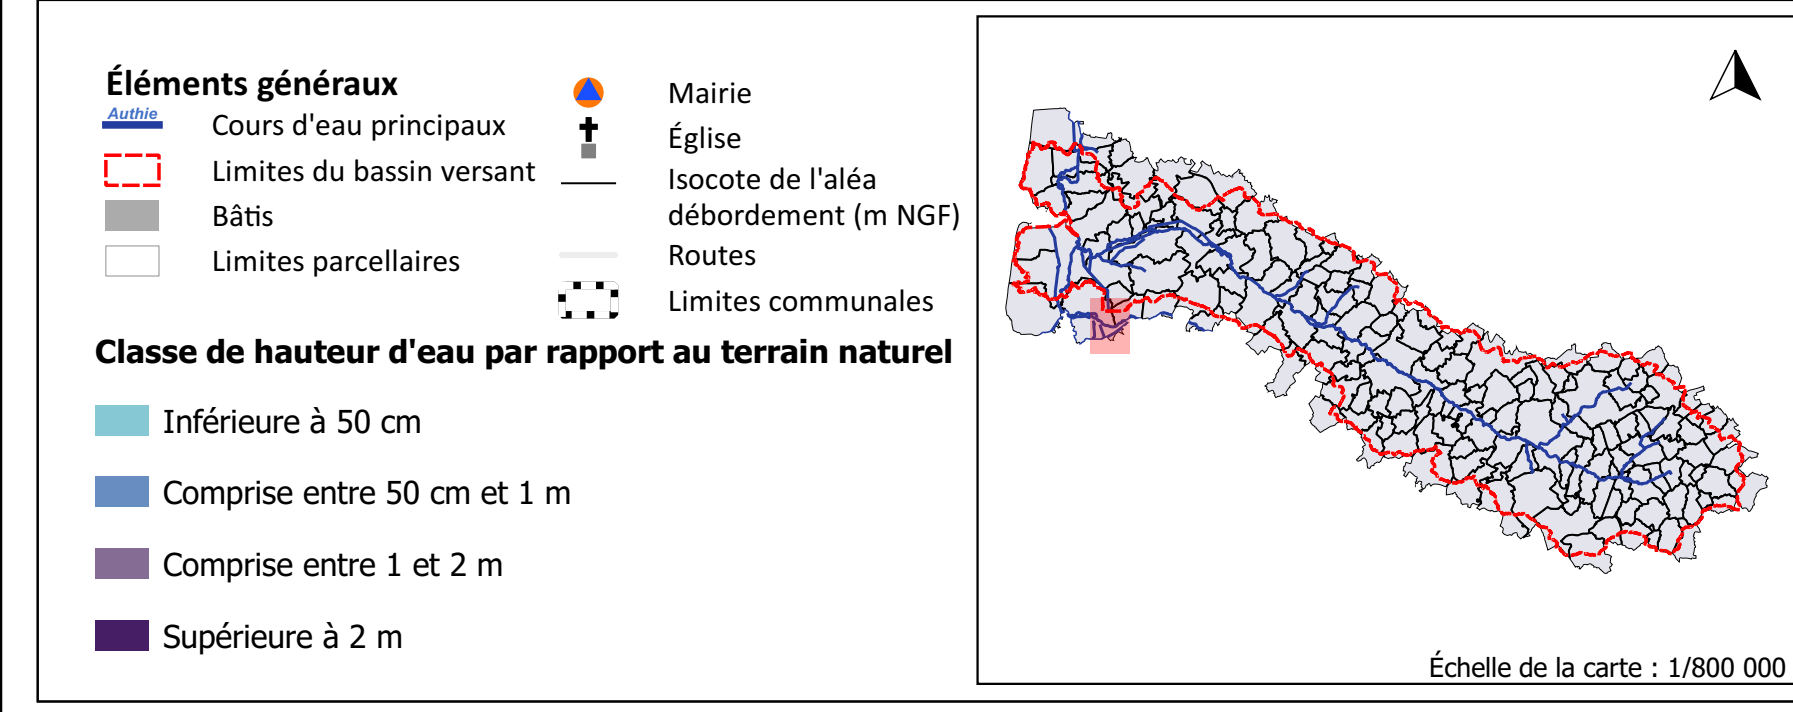 Éléments généraux
Authie
Cours d'eau principaux
Limites du bassin versant
Bâtis
Limites parcellaires
Mairie
Église
Isocote de l'aléa
débordement (m NGF)
Routes
Limites communales
Classe de hauteur d'eau par rapport au terrain naturel
Inférieure à 50 cm
Comprise entre 50 cm et 1 m
Comprise entre 1 et 2 m
Supérieure à 2 m
Échelle de la carte : 1/800 000